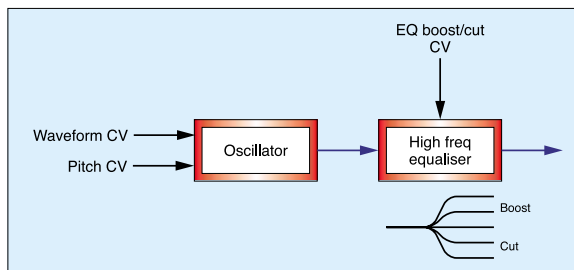 EQ boost/cut
CV
Waveform CV
Pitch CV
Oscillator
High freq
equaliser
Boost
Cut